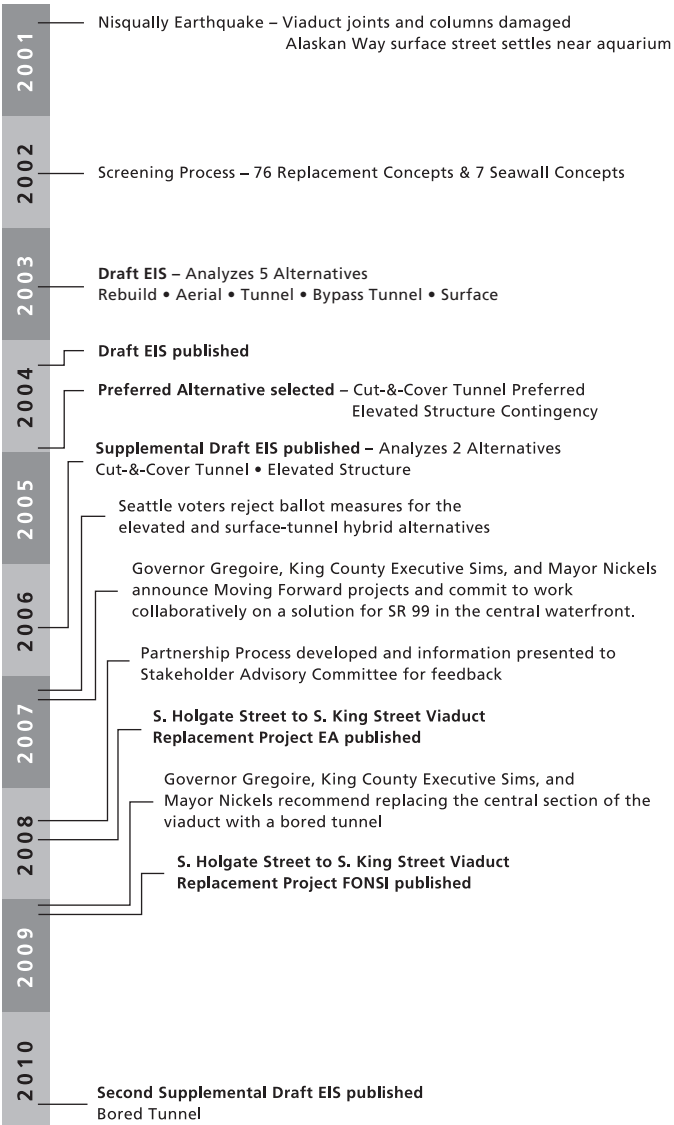 2001
Nisqually Earthquake – Viaduct joints and columns damaged
Alaskan Way surface street settles near aquarium
2002
Screening Process – 76 Replacement Concepts & 7 Seawall Concepts
2003
Draft EIS – Analyzes 5 Alternatives
Rebuild • Aerial • Tunnel • Bypass Tunnel • Surface
2004
Draft EIS published
Preferred Alternative selected – Cut-&-Cover Tunnel Preferred
Elevated Structure Contingency
Supplemental Draft EIS published – Analyzes 2 Alternatives
Cut-&-Cover Tunnel • Elevated Structure
2005
Seattle voters reject ballot measures for the
elevated and surface-tunnel hybrid alternatives
2006
Governor Gregoire, King County Executive Sims, and Mayor Nickels
announce Moving Forward projects and commit to work
collaboratively on a solution for SR 99 in the central waterfront.
Partnership Process developed and information presented to
Stakeholder Advisory Committee for feedback
2007
S. Holgate Street to S. King Street Viaduct
Replacement Project EA published
Governor Gregoire, King County Executive Sims, and
Mayor Nickels recommend replacing the central section of the
viaduct with a bored tunnel
2008
S. Holgate Street to S. King Street Viaduct
Replacement Project FONSI published
2009
2010
Second Supplemental Draft EIS published
Bored Tunnel